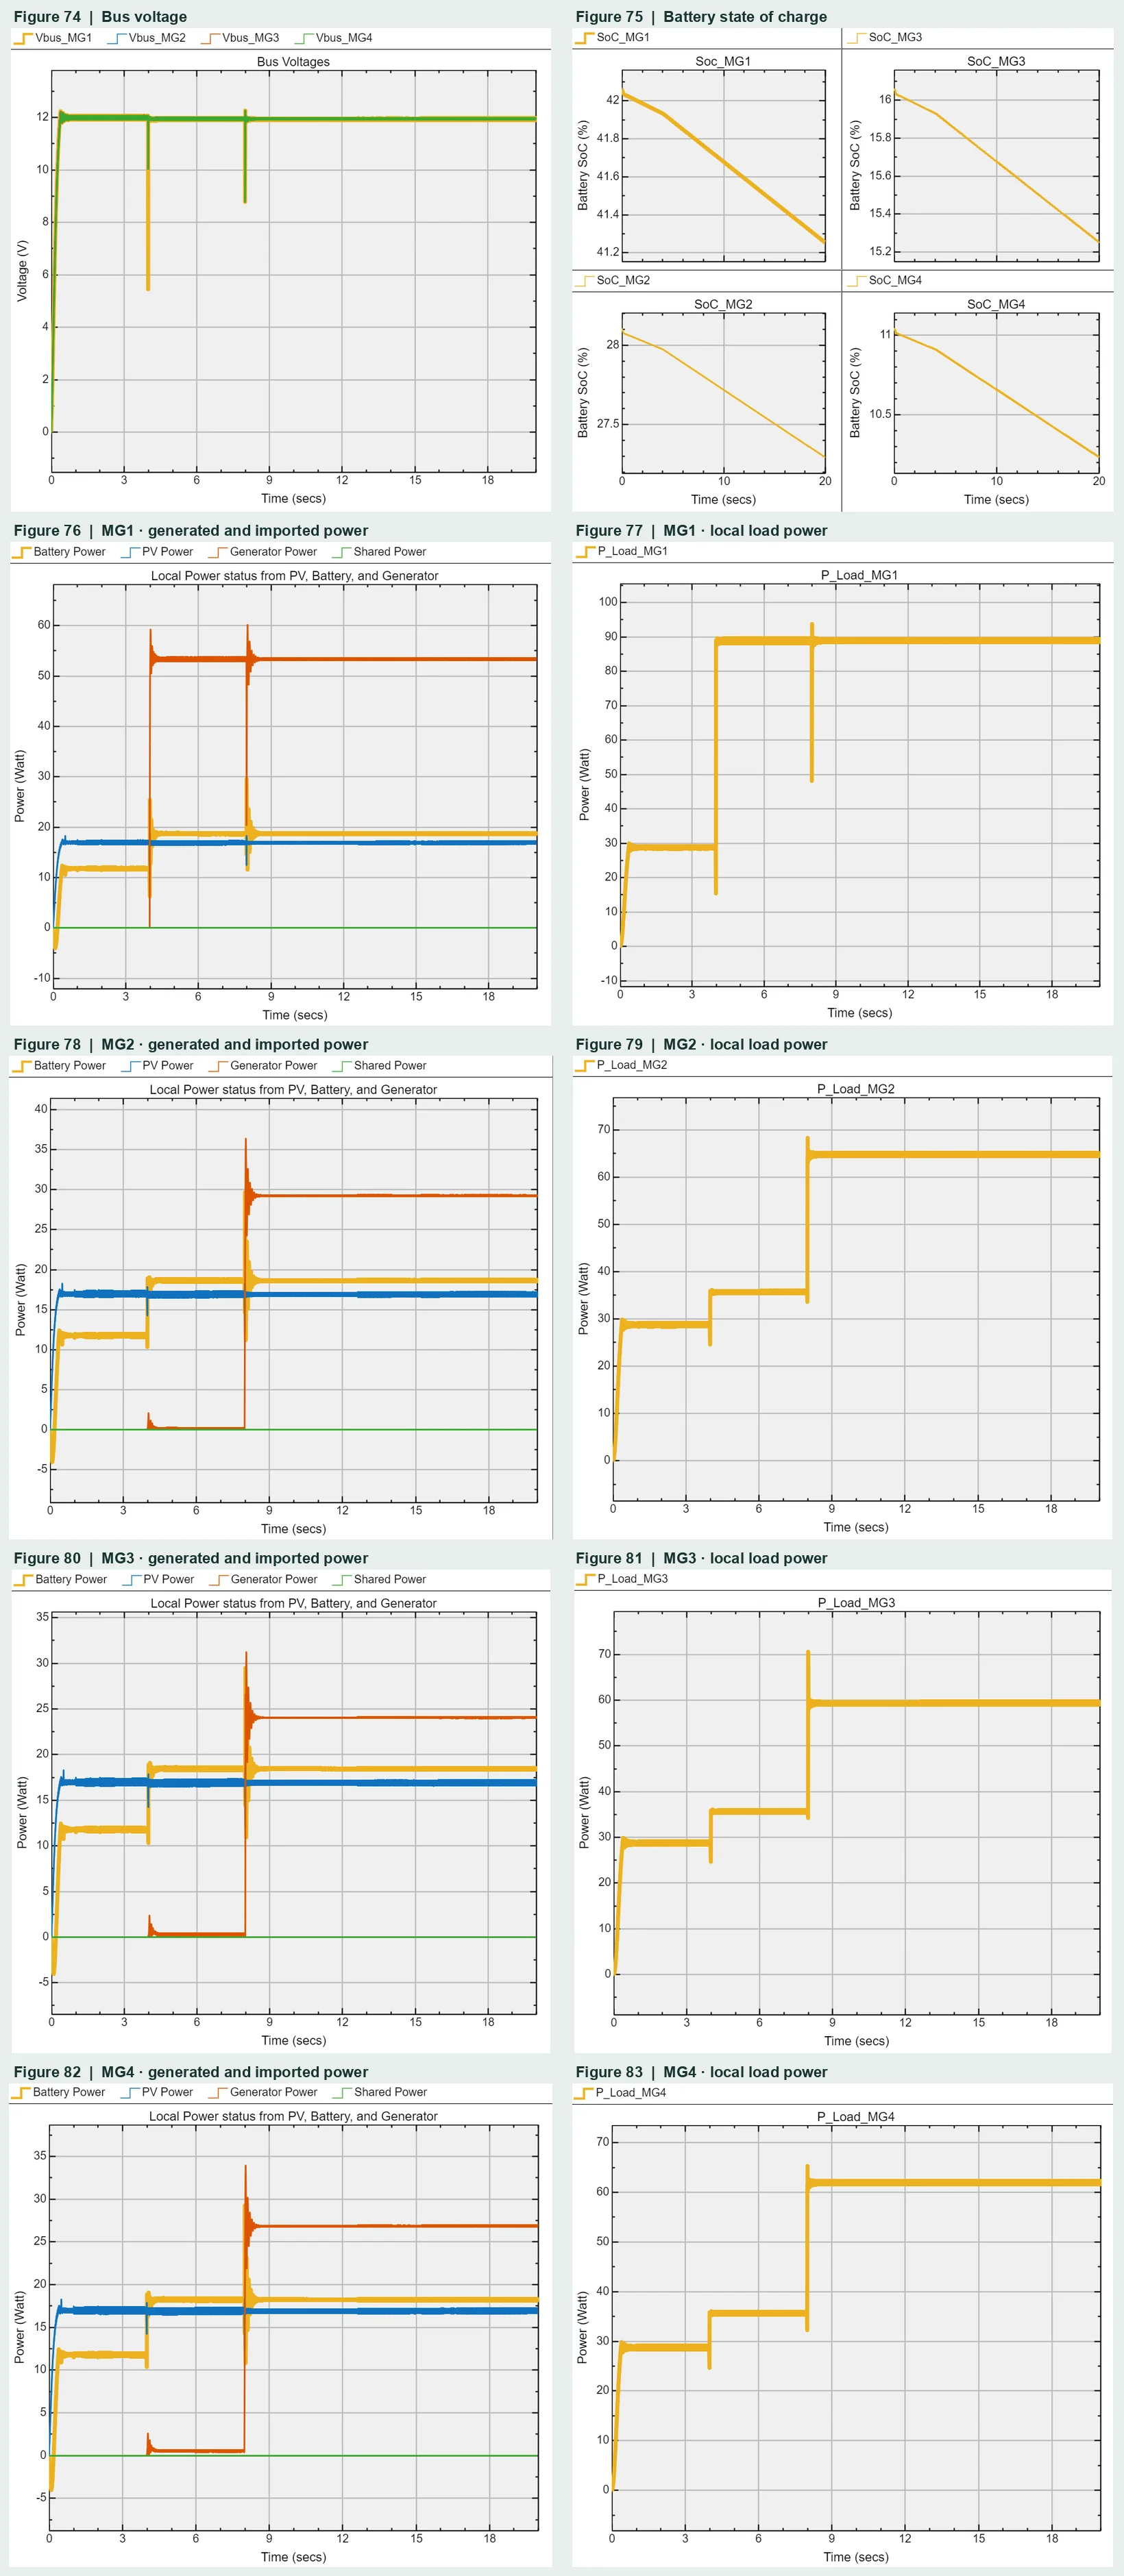 Figure 74 | Bus voltage
Vbus_MG1 Vbus_MG2 Vbus_MG3 Vbus_MG4
Bus Voltages
Voltage (V)
12
10
8
6
4
2
0
0 3 6 9 12 15 18
Time (secs)
Figure 75 | Battery state of charge
SoC_MG1
Soc_MG1
Battery SoC (%)
42
41.8
41.6
41.4
41.2
SoC_MG3
SoC_MG3
Battery SoC (%)
16
15.8
15.6
15.4
15.2
SoC_MG2
SoC_MG2
Battery SoC (%)
28
27.5
0 10 20
Time (secs)
SoC_MG4
SoC_MG4
Battery SoC (%)
11
10.5
0 10 20
Time (secs)
Figure 76 | MG1 · generated and imported power
Battery Power PV Power Generator Power Shared Power
Local Power status from PV, Battery, and Generator
Power (Watt)
60
50
40
30
20
10
0
-10
0 3 6 9 12 15 18
Time (secs)
Figure 77 | MG1 · local load power
P_Load_MG1
P_Load_MG1
Power (Watt)
100
90
80
70
60
50
40
30
20
10
0
-10
0 3 6 9 12 15 18
Time (secs)
Figure 78 | MG2 · generated and imported power
Battery Power PV Power Generator Power Shared Power
Local Power status from PV, Battery, and Generator
Power (Watt)
40
35
30
25
20
15
10
5
0
-5
0 3 6 9 12 15 18
Time (secs)
Figure 79 | MG2 · local load power
P_Load_MG2
P_Load_MG2
Power (Watt)
70
60
50
40
30
20
10
0
0 3 6 9 12 15 18
Time (secs)
Figure 80 | MG3 · generated and imported power
Battery Power PV Power Generator Power Shared Power
Local Power status from PV, Battery, and Generator
Power (Watt)
35
30
25
20
15
10
5
0
-5
0 3 6 9 12 15 18
Time (secs)
Figure 81 | MG3 · local load power
P_Load_MG3
P_Load_MG3
Power (Watt)
70
60
50
40
30
20
10
0
0 3 6 9 12 15 18
Time (secs)
Figure 82 | MG4 · generated and imported power
Battery Power PV Power Generator Power Shared Power
Local Power status from PV, Battery, and Generator
Power (Watt)
35
30
25
20
15
10
5
0
-5
0 3 6 9 12 15 18
Time (secs)
Figure 83 | MG4 · local load power
P_Load_MG4
P_Load_MG4
Power (Watt)
70
60
50
40
30
20
10
0
0 3 6 9 12 15 18
Time (secs)